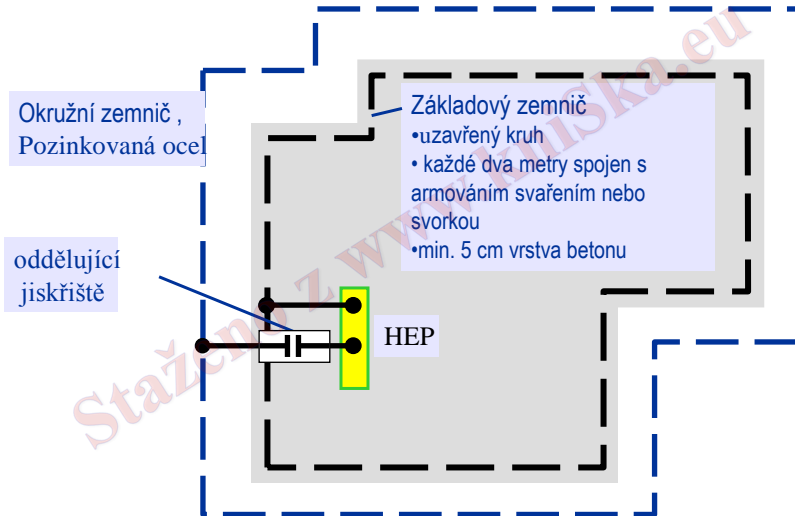 Okružní zemnič ,
Pozinkovaná ocel
Základový zemnič
•uzavřený kruh
• každé dva metry spojen s
armováním svařením nebo
svorkou
•min. 5 cm vrstva betonu
oddělující
jiskřiště
HEP
Staženo z www.kniSka.eu